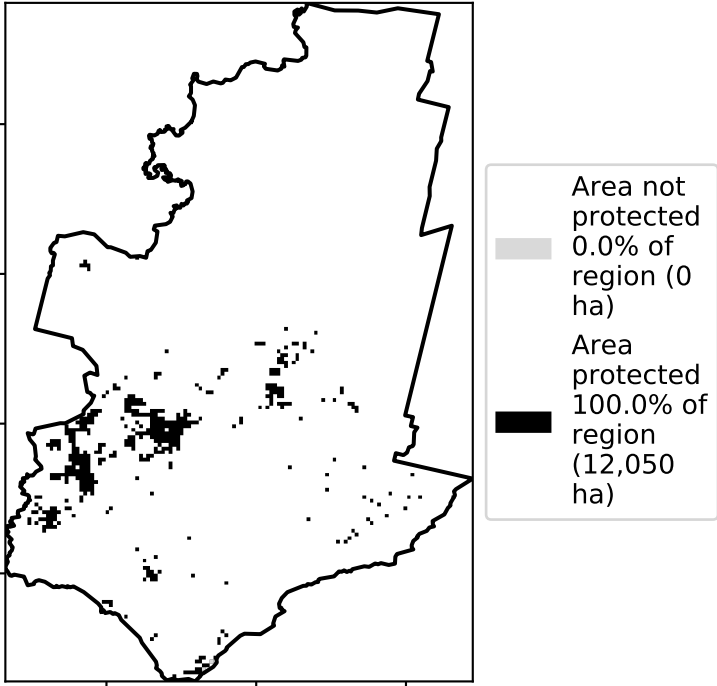 Area not
protected
0.0% of
region (0
ha)
Area
protected
100.0% of
region
(12,050
ha)